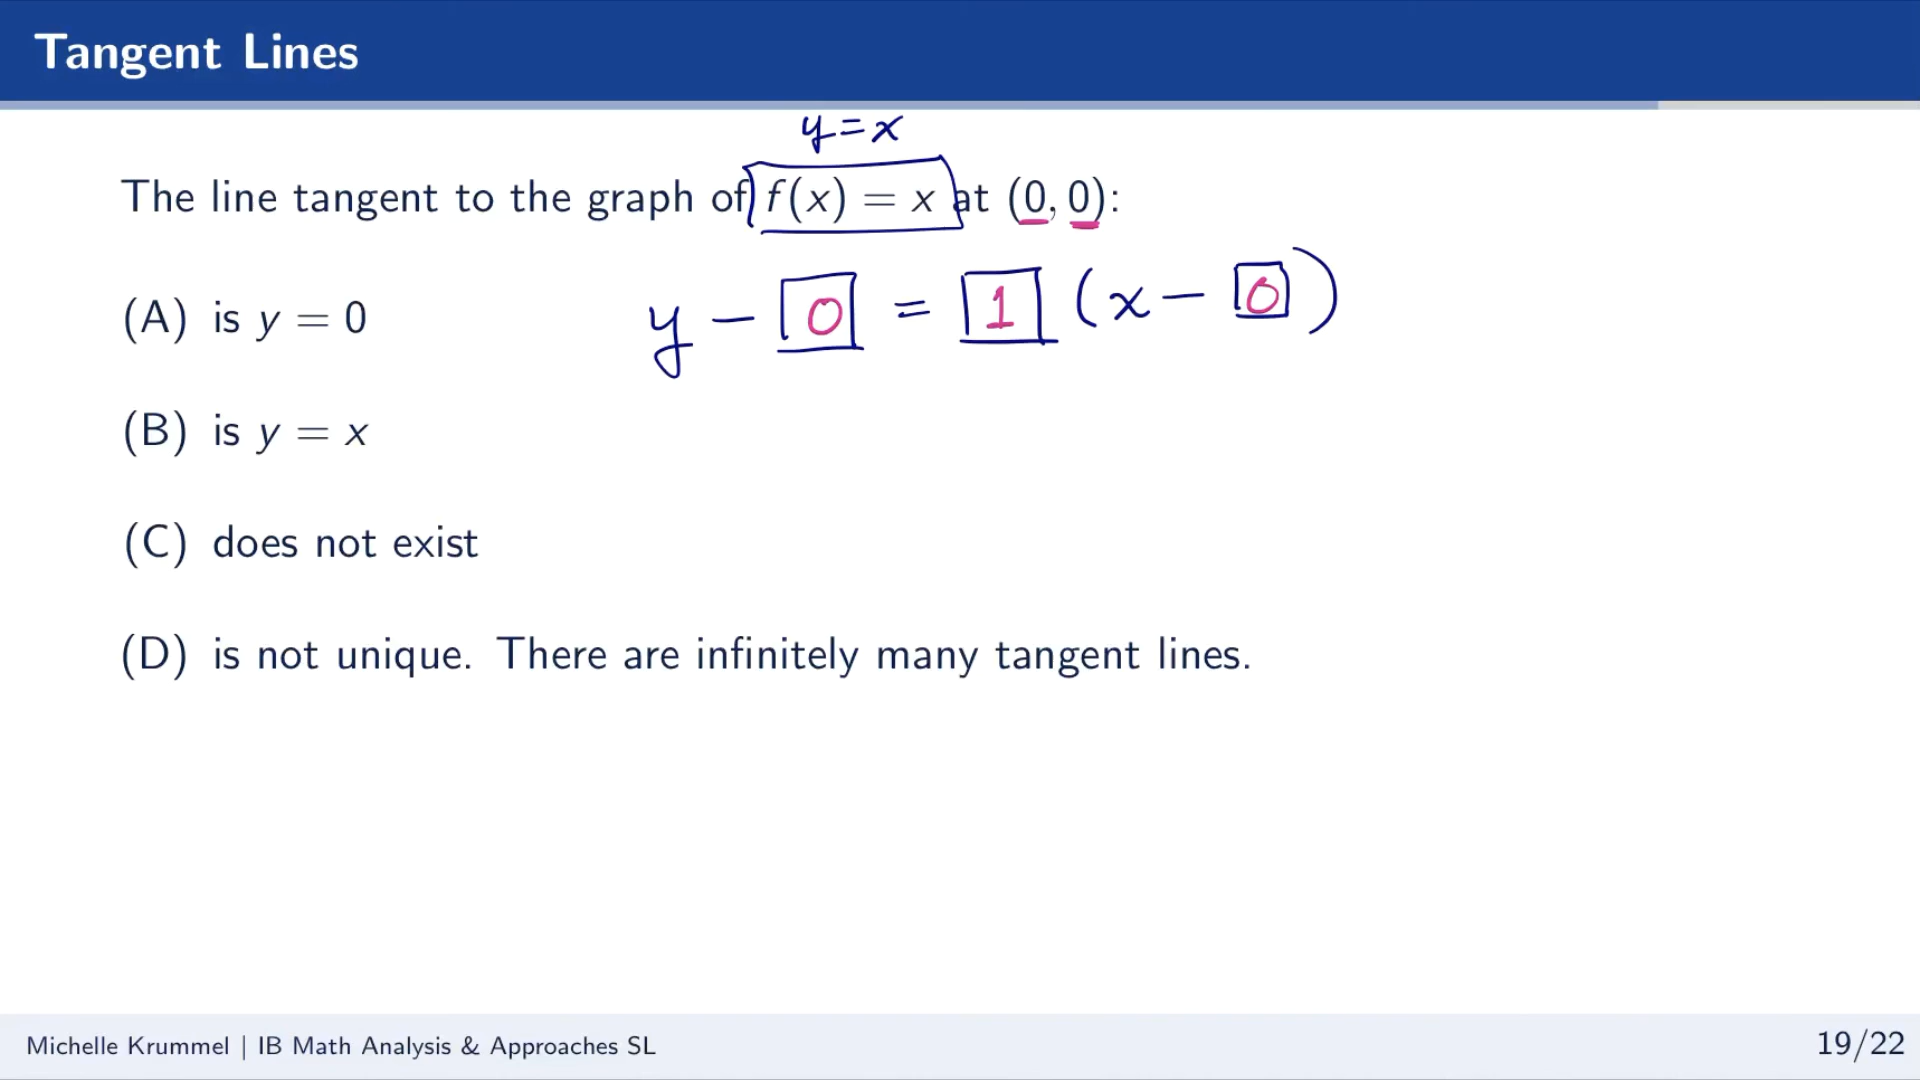 Tangent Lines
y=x
The line tangent to the graph of f(x) = x at (0, 0):
y - 0 = 1 (x - 0)
(A) is y = 0
(B) is y = x
(C) does not exist
(D) is not unique. There are infinitely many tangent lines.
Michelle Krummel | IB Math Analysis & Approaches SL
19/22